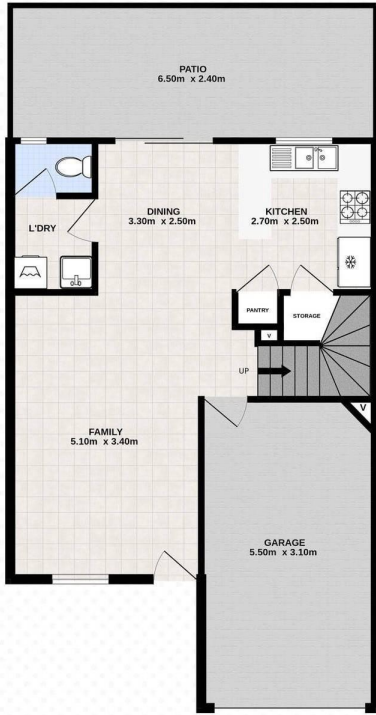 PATIO
6.50m x 2.40m
DINING
3.30m x 2.50m
KITCHEN
2.70m x 2.50m
L'DRY
PANTRY
STORAGE
V
UP
V
FAMILY
5.10m x 3.40m
GARAGE
5.50m x 3.10m